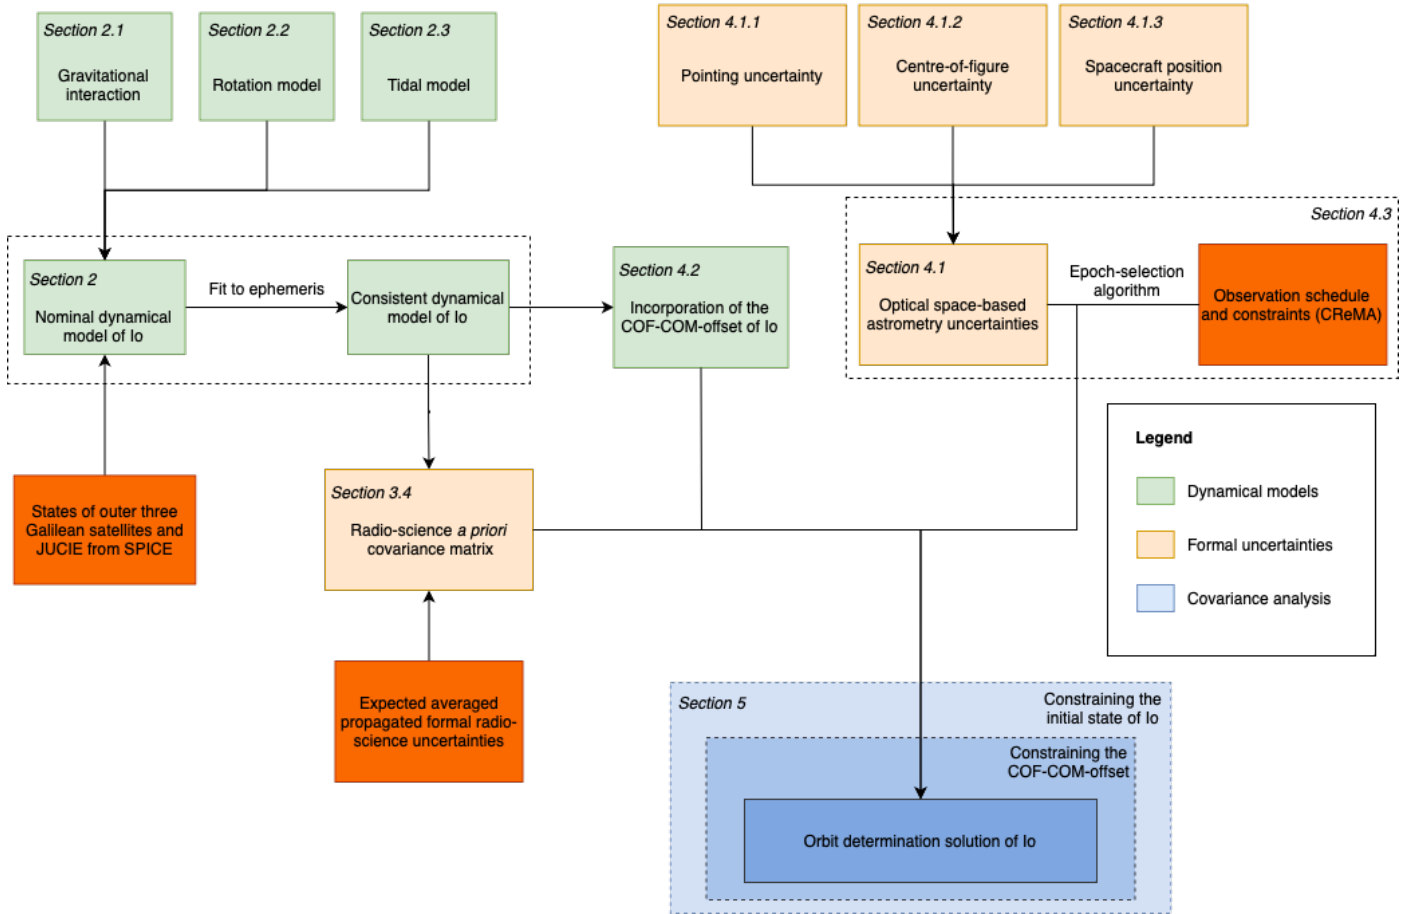 Section 2.1
Gravitational
interaction
Section 2.2
Rotation model
Section 2.3
Tidal model
Section 4.1.1
Pointing uncertainty
Section 4.1.2
Centre-of-figure
uncertainty
Section 4.1.3
Spacecraft position
uncertainty
Section 4.3
Section 2
Nominal dynamical
model of Io
Fit to ephemeris
Consistent dynamical
model of Io
Section 4.2
Incorporation of the
COF-COM-offset of Io
Section 4.1
Optical space-based
astrometry uncertainties
Epoch-selection
algorithm
Observation schedule
and constraints (CReMA)
States of outer three
Galilean satellites and
JUCIE from SPICE
Section 3.4
Radio-science a priori
covariance matrix
Legend
Dynamical models
Formal uncertainties
Covariance analysis
Expected averaged
propagated formal radio-
science uncertainties
Section 5
Constraining the
initial state of Io
Constraining the
COF-COM-offset
Orbit determination solution of Io